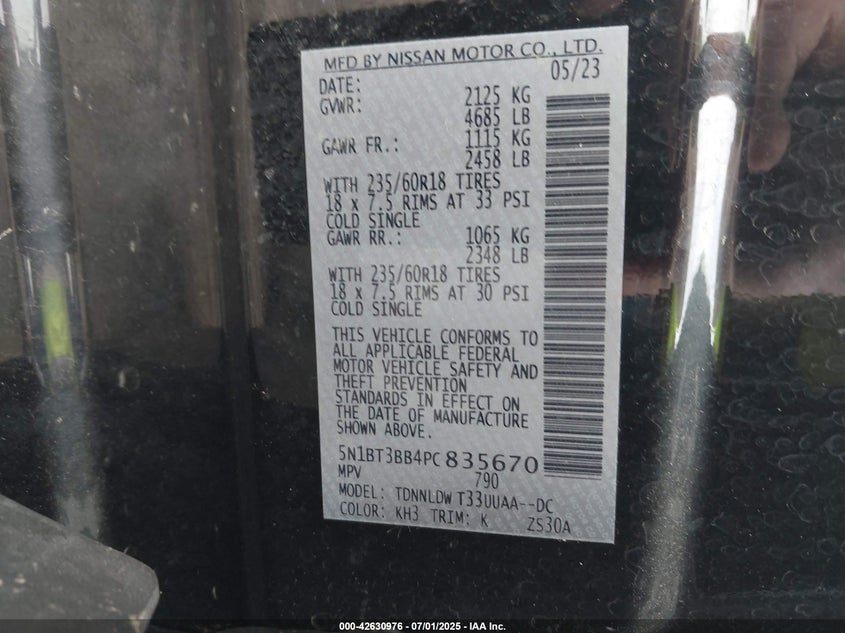 MFD BY NISSAN MOTOR CO., LTD.
DATE: 05/23
GVWR: 2125 KG
4685 LB
GAWR FR.: 1115 KG
2458 LB
WITH 235/60R18 TIRES
18 x 7.5 RIMS AT 33 PSI
COLD SINGLE
GAWR RR.: 1065 KG
2348 LB
WITH 235/60R18 TIRES
18 x 7.5 RIMS AT 30 PSI
COLD SINGLE
THIS VEHICLE CONFORMS TO
ALL APPLICABLE FEDERAL
MOTOR VEHICLE SAFETY AND
THEFT PREVENTION
STANDARDS IN EFFECT ON
THE DATE OF MANUFACTURE
SHOWN ABOVE.
5N1BT3BB4PC835670
MPV 790
MODEL: TDNNLDW T33UUAA--DC
COLOR: KH3 TRIM: K ZS30A
000-42630976 - 07/01/2025 - IAA Inc.